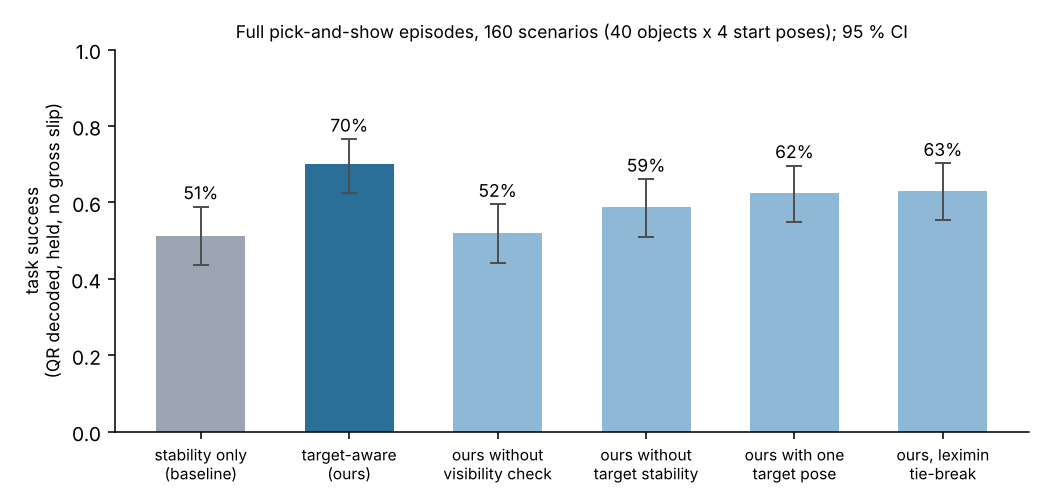 Full pick-and-show episodes, 160 scenarios (40 objects x 4 start poses); 95 % CI
task success
(QR decoded, held, no gross slip)
1.0
0.8
0.6
0.4
0.2
0.0
51%
70%
52%
59%
62%
63%
stability only
(baseline)
target-aware
(ours)
ours without
visibility check
ours without
target stability
ours with one
target pose
ours, leximin
tie-break